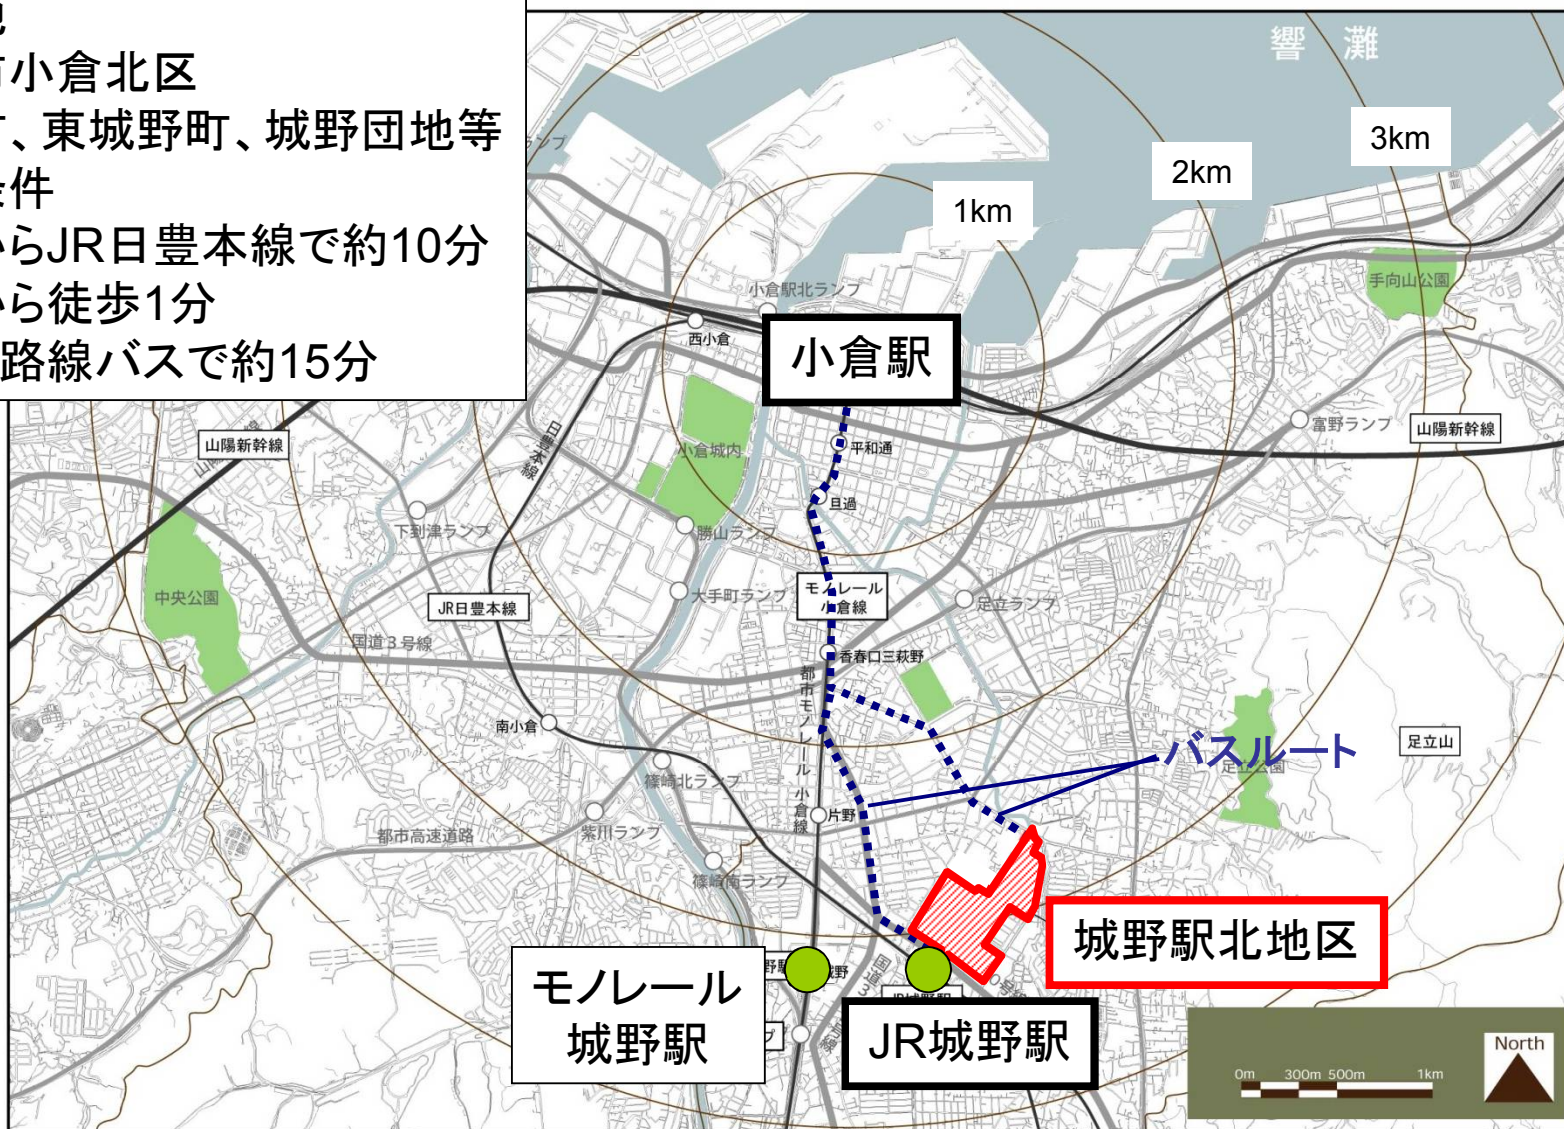 市小倉北区
、東城野町、城野団地等
条件
からJR日豊本線で約10分
から徒歩1分
路線バスで約15分
響 灘
3km
2km
1km
ランプ
手向山公園
小倉駅北ランプ
西小倉
小倉駅
富野ランプ
山陽新幹線
山陽新幹線
日豊本線
小倉城内
平和通
旦過
下到津ランプ
勝山ランプ
中央公園
JR日豊本線
大手町ランプ
モノレール
小倉線
足立ランプ
国道3号線
香春口三萩野
都市モノレール小倉線
南小倉
足立山
バスルート
足立公園
篠崎北ランプ
片野
紫川ランプ
都市高速道路
篠崎南ランプ
城野駅北地区
モノレール
城野駅
JR城野駅
North
0m 300m 500m 1km